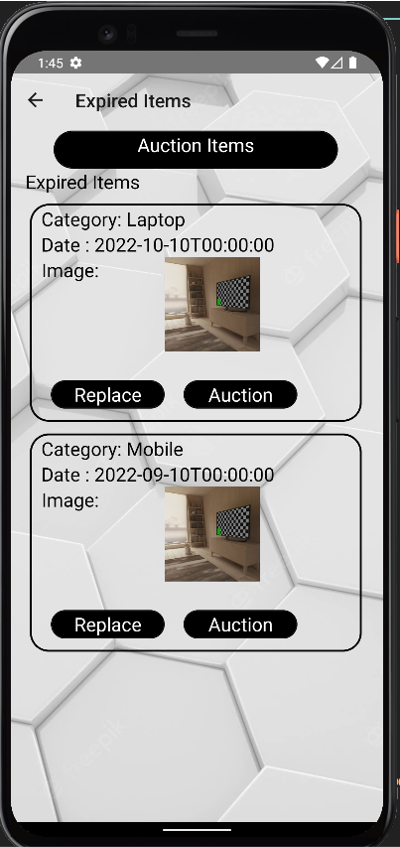 1:45
Expired Items
Auction Items
Expired Items
Category: Laptop
Date : 2022-10-10T00:00:00
Image:
Replace
Auction
Category: Mobile
Date : 2022-09-10T00:00:00
Image:
Replace
Auction